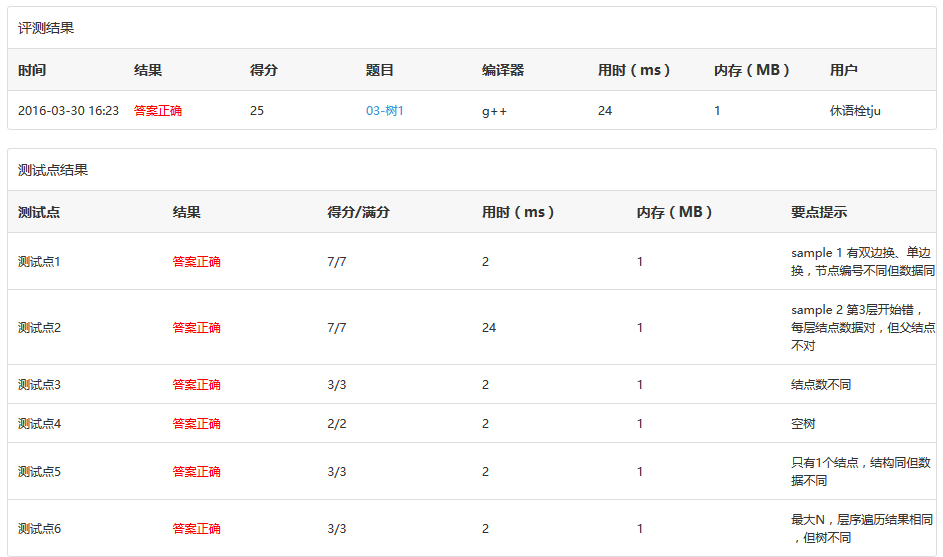 评测结果
时间 结果 得分 题目 编译器 用时（ms） 内存（MB） 用户
2016-03-30 16:23 答案正确 25 03-树1 g++ 24 1 休语栓tju
测试点结果
测试点 结果 得分/满分 用时（ms） 内存（MB） 要点提示
测试点1 答案正确 7/7 2 1 sample 1 有双边换、单边
换，节点编号不同但数据同
测试点2 答案正确 7/7 24 1 sample 2 第3层开始错，
每层结点数据对，但父结点
不对
测试点3 答案正确 3/3 2 1 结点数不同
测试点4 答案正确 2/2 2 1 空树
测试点5 答案正确 3/3 2 1 只有1个结点，结构同但数
据不同
测试点6 答案正确 3/3 2 1 最大N，层序遍历结果相同
，但树不同